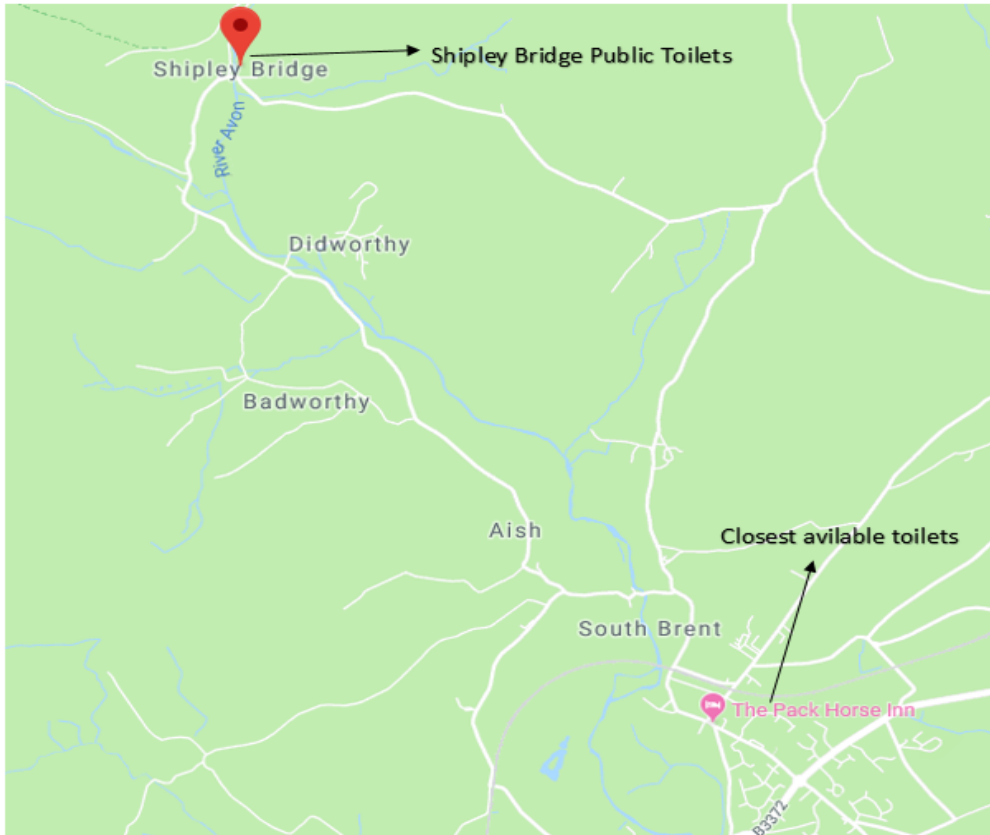 Shipley Bridge Public Toilets
Shipley Bridge
River Avon
Didworthy
Badworthy
Aish
Closest avilable toilets
South Brent
The Pack Horse Inn
B3372